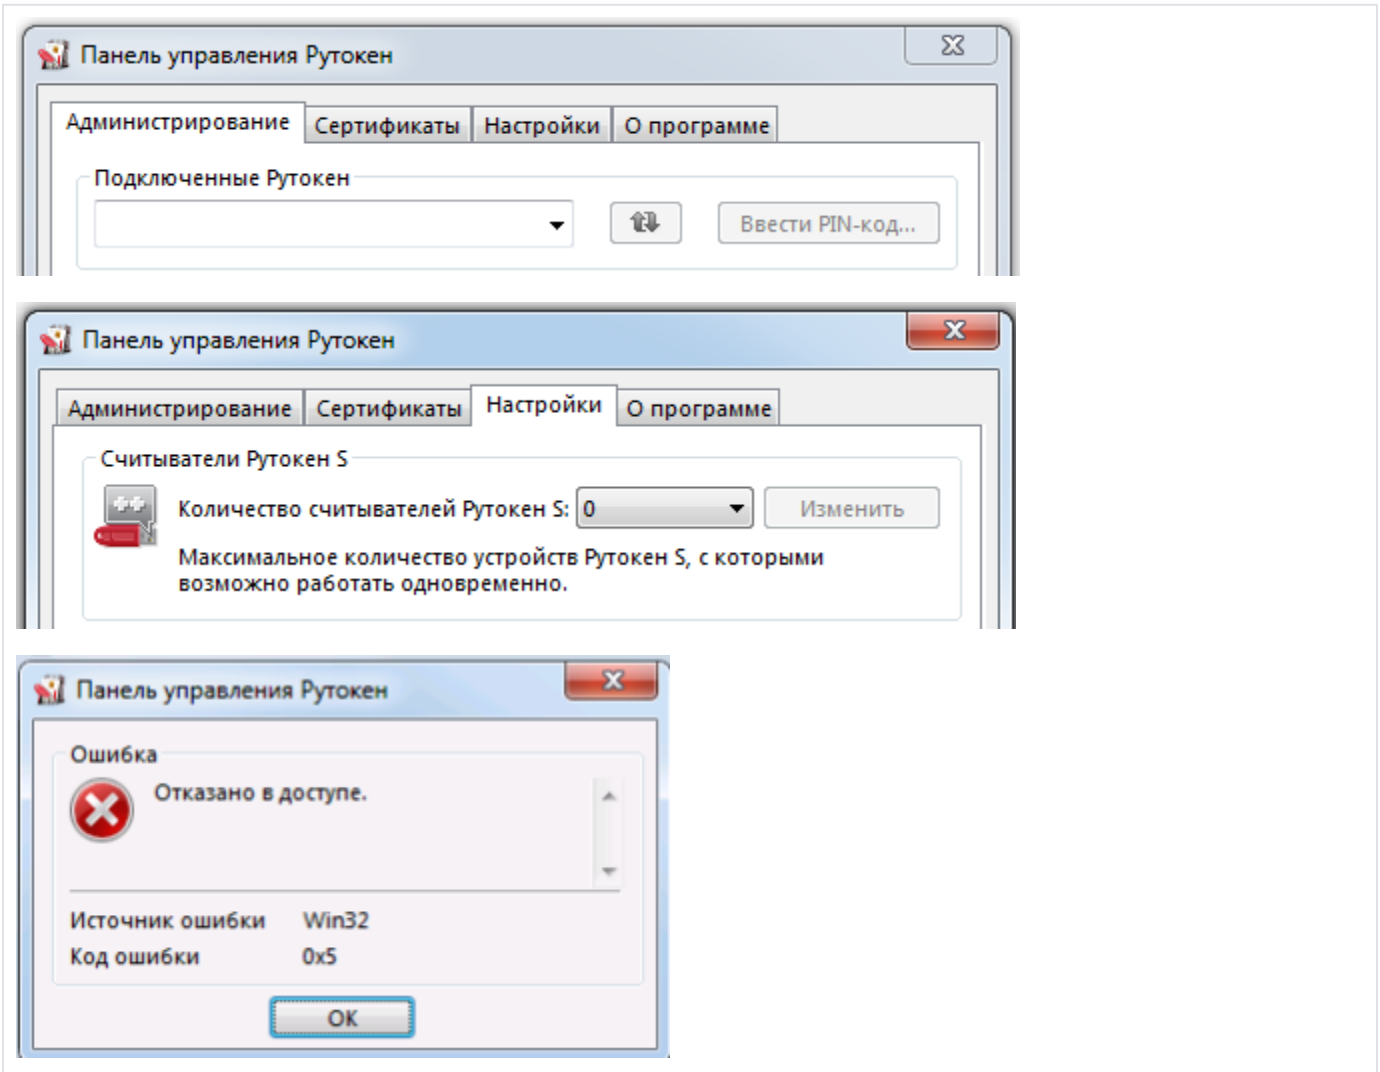 Панель управления Рутокен
Администрирование Сертификаты Настройки О программе
Подключенные Рутокен
Ввести PIN-код...
Панель управления Рутокен
Администрирование Сертификаты Настройки О программе
Считыватели Рутокен S
Количество считывателей Рутокен S: 0 Изменить
Максимальное количество устройств Рутокен S, с которыми
возможно работать одновременно.
Панель управления Рутокен
Ошибка
Отказано в доступе.
Источник ошибки Win32
Код ошибки 0x5
OK